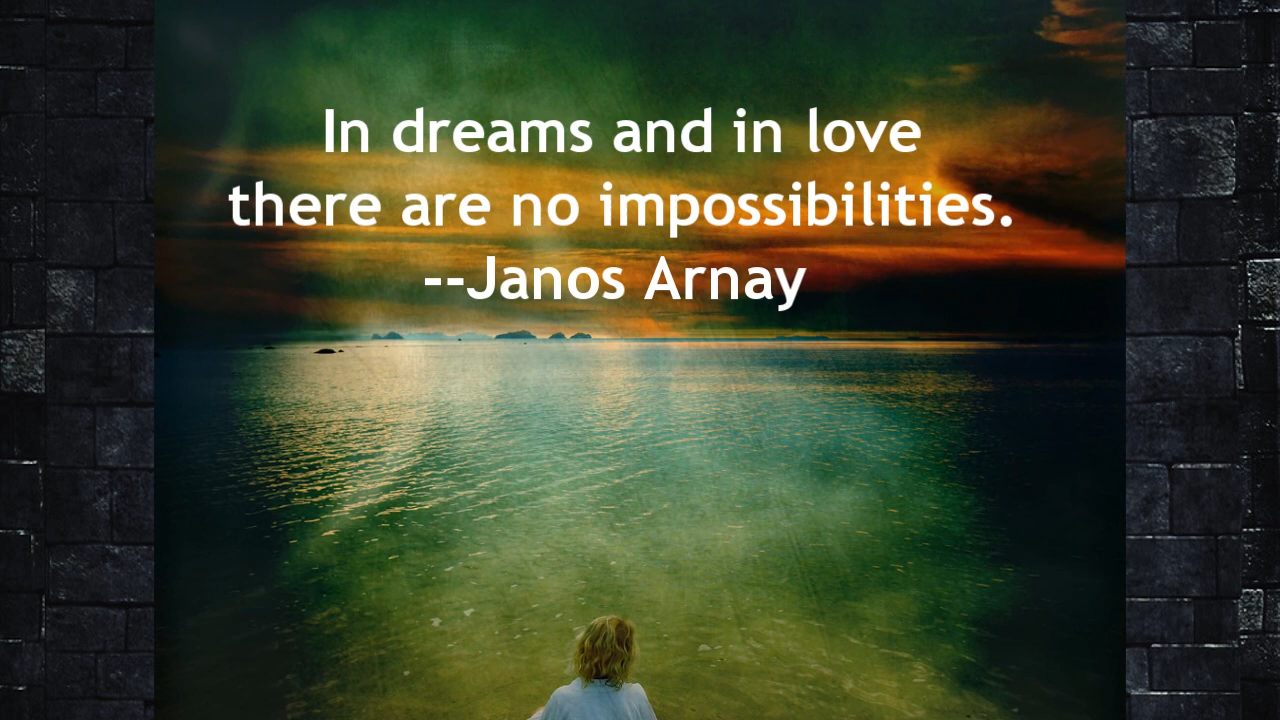 In dreams and in love
there are no impossibilities.
--Janos Arnay